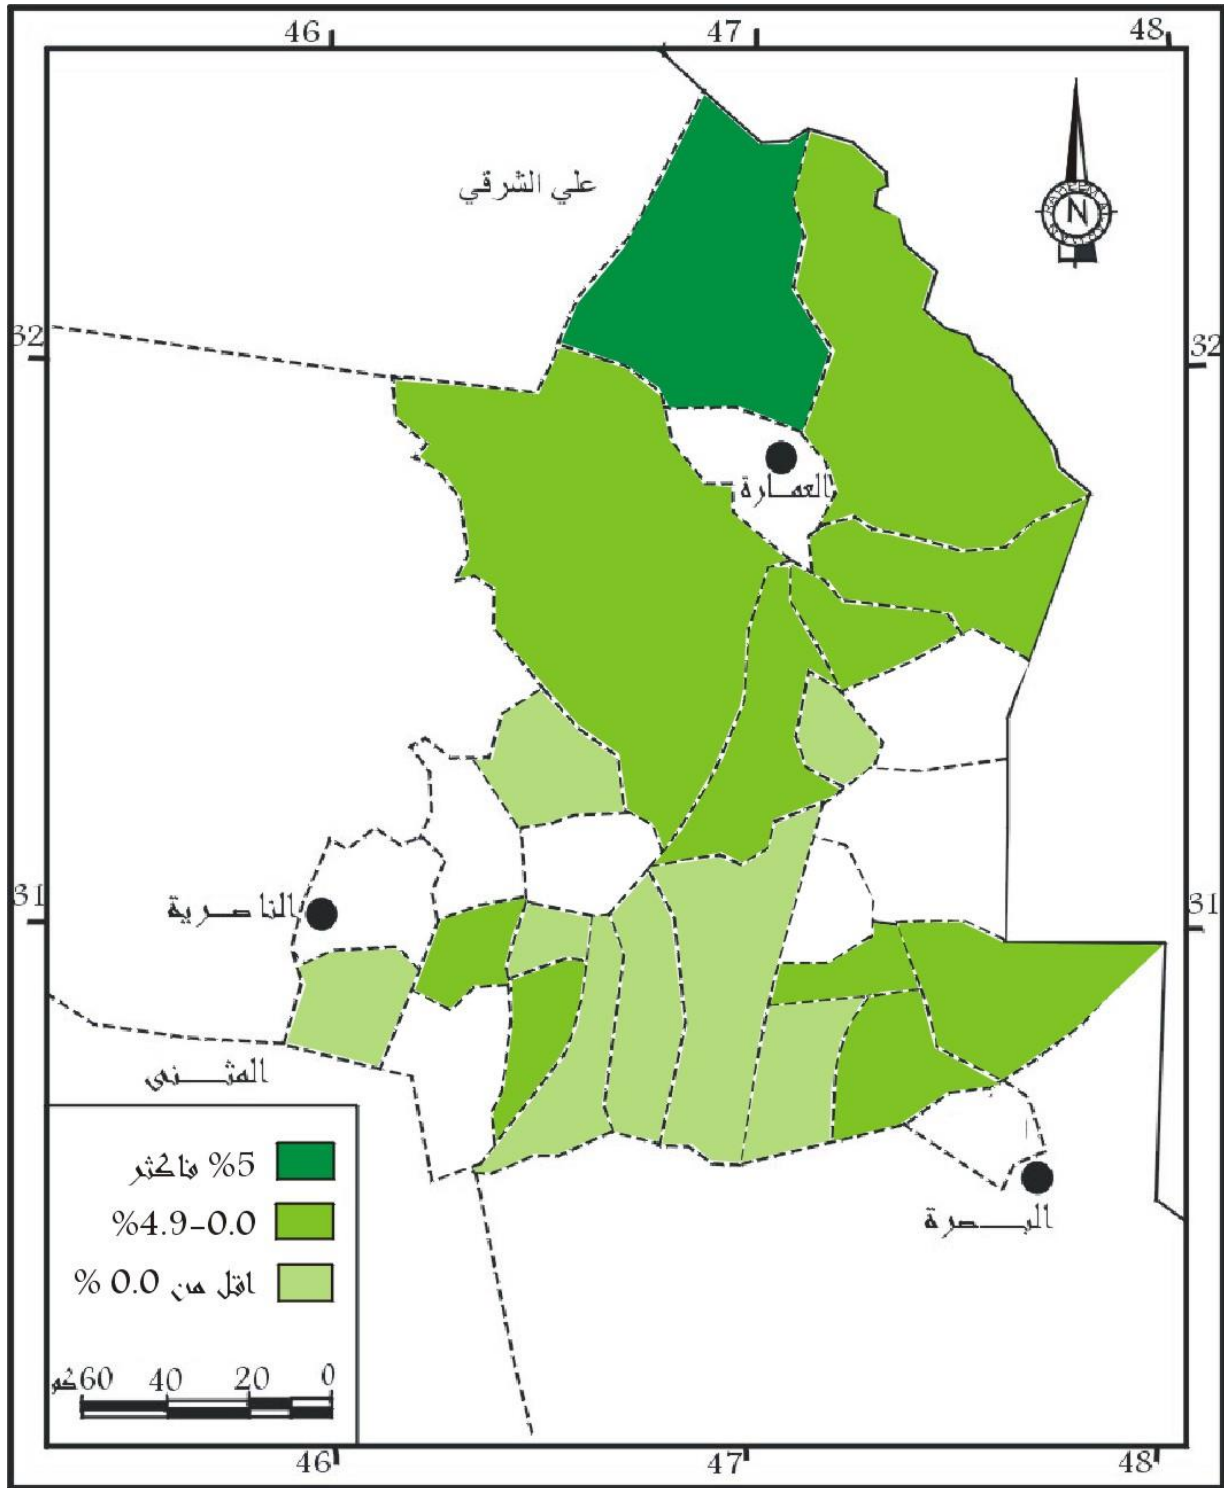 46 47 48
علي الشرقي
N
32 32
العمارة
31 31
الناصرية
المثنى
%5 فاكثر
%4.9-0.0
اقل من 0.0 %
البصرة
كم60 40 20 0
46 47 48